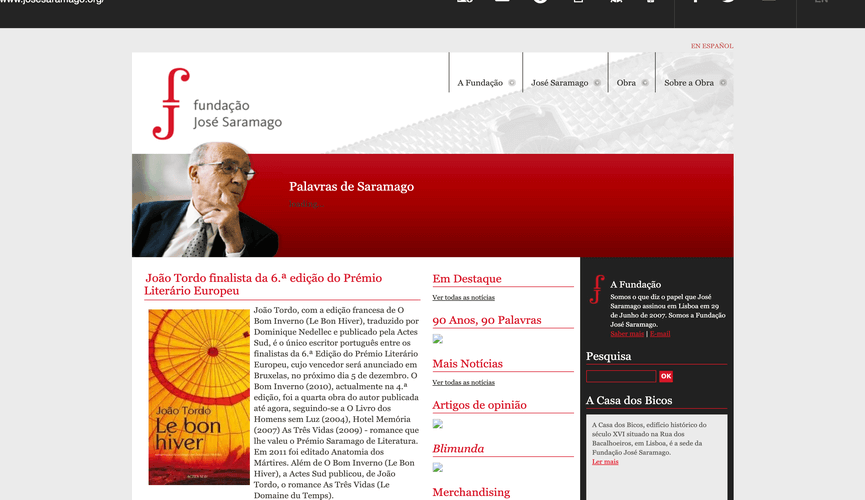 www.josesaramago.org/
EN ESPAÑOL
fundação
José Saramago
A Fundação
José Saramago
Obra
Sobre a Obra
Palavras de Saramago
João Tordo finalista da 6.ª edição do Prémio
Literário Europeu
João Tordo, com a edição francesa de O
Bom Inverno (Le Bon Hiver), traduzido por
Dominique Nedellec e publicado pela Actes
Sud, é o único escritor português entre os
finalistas da 6.ª Edição do Prémio Literário
Europeu, cujo vencedor será anunciado em
Bruxelas, no próximo dia 5 de dezembro. O
Bom Inverno (2010), actualmente na 4.ª
edição, foi a quarta obra do autor publicada
até agora, seguindo-se a O Livro dos
Homens sem Luz (2004), Hotel Memória
(2007) As Três Vidas (2009) - romance que
lhe valeu o Prémio Saramago de Literatura.
Em 2011 foi editado Anatomia dos
Mártires. Além de O Bom Inverno (Le Bon
Hiver), a Actes Sud publicou, de João
Tordo, o romance As Três Vidas (Le
Domaine du Temps).
João Tordo
Le bon
hiver
Em Destaque
Ver todas as notícias
90 Anos, 90 Palavras
Mais Notícias
Ver todas as notícias
Artigos de opinião
Blimunda
Merchandising
A Fundação
Somos o que diz o papel que José
Saramago assinou em Lisboa em 29
de Junho de 2007. Somos a Fundação
José Saramago.
Saber mais | E-mail
Pesquisa
OK
A Casa dos Bicos
A Casa dos Bicos, edifício histórico do
século XVI situado na Rua dos
Bacalhoeiros, em Lisboa, é a sede da
Fundação José Saramago.
Ler mais